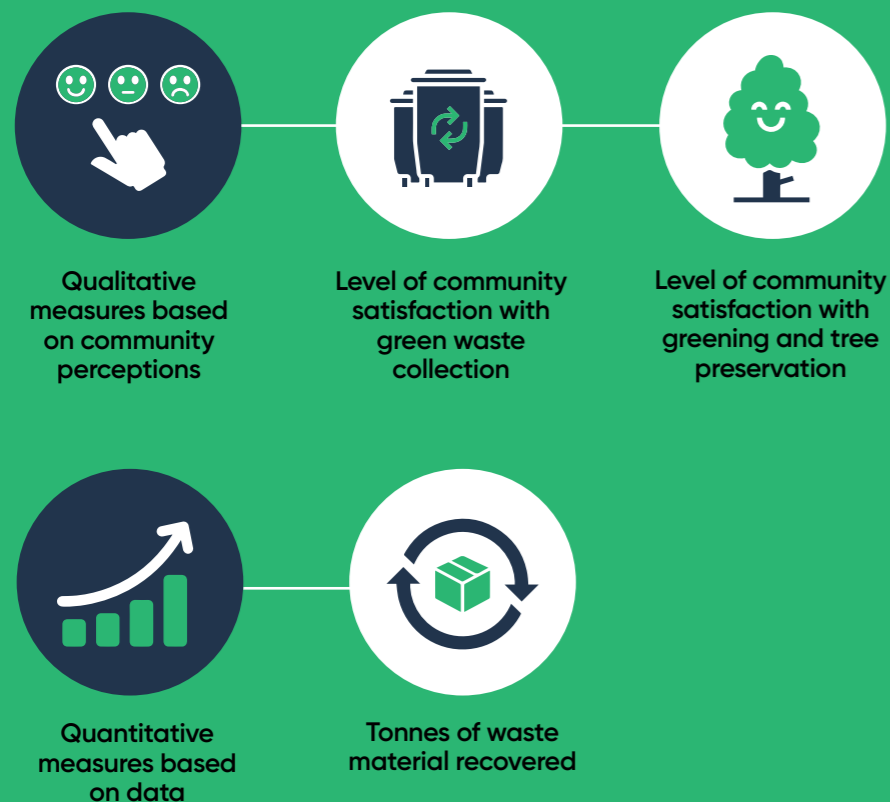 Qualitative
measures based
on community
perceptions
Level of community
satisfaction with
green waste
collection
Level of community
satisfaction with
greening and tree
preservation
Quantitative
measures based
on data
Tonnes of waste
material recovered